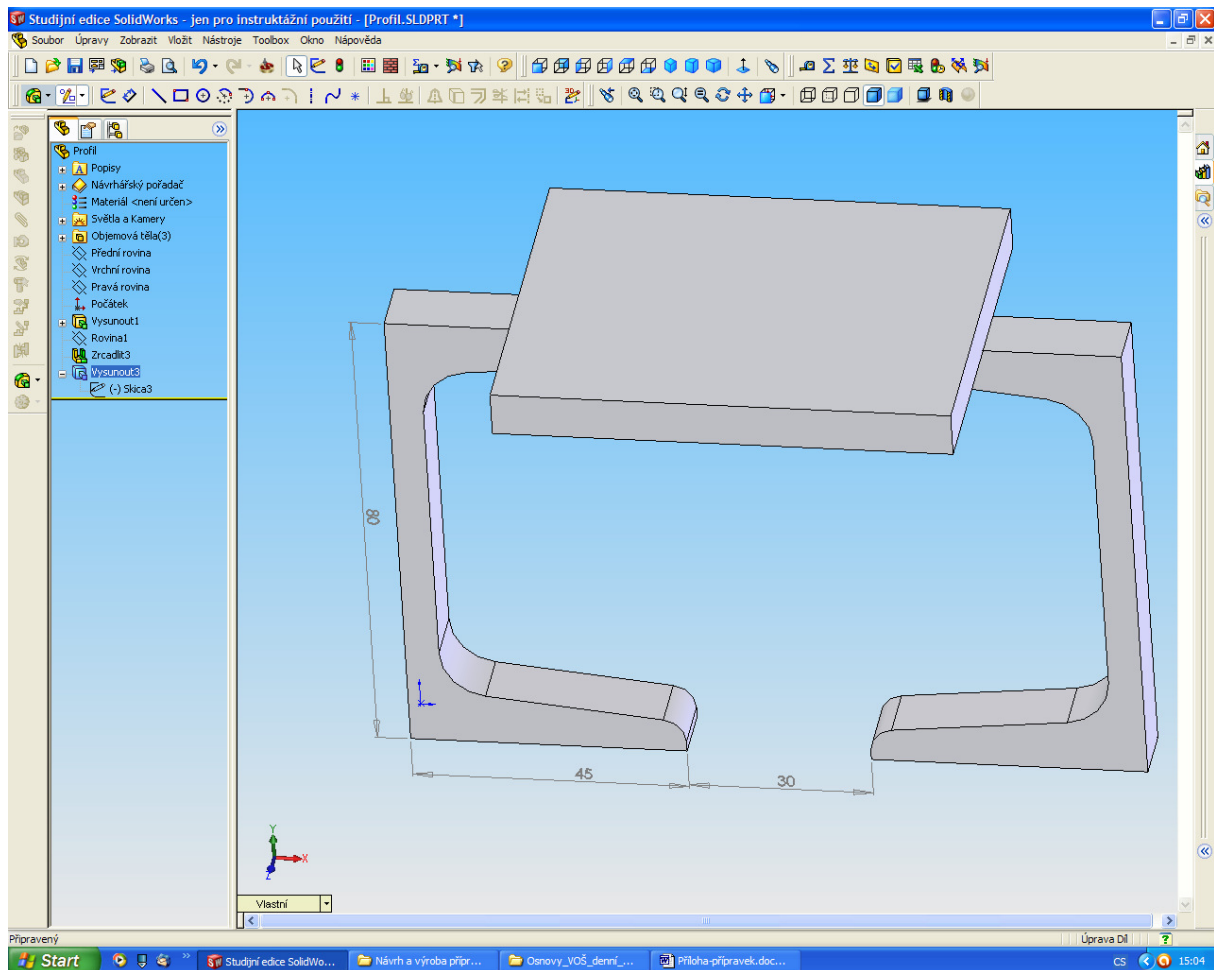 Studijní edice SolidWorks - jen pro instruktážní použití - [Profil.SLDPRT *]
Soubor Úpravy Zobrazit Vložit Nástroje Toolbox Okno Nápověda
Profil
Popisy
Návrhářský pořadač
Materiál <není určen>
Světla a Kamery
Objemová těla(3)
Přední rovina
Vrchní rovina
Pravá rovina
Počátek
Vysunout1
Rovina1
Zrcadlit3
Vysunout3
(-) Skica3
80
45
30
Y
X
Z
Vlastní
Připravený
Úprava Díl
Start
Studijní edice SolidWo...
Návrh a výroba přípr...
Osnovy_VOŠ_denní_...
Příloha-přípravek.doc...
CS
15:04